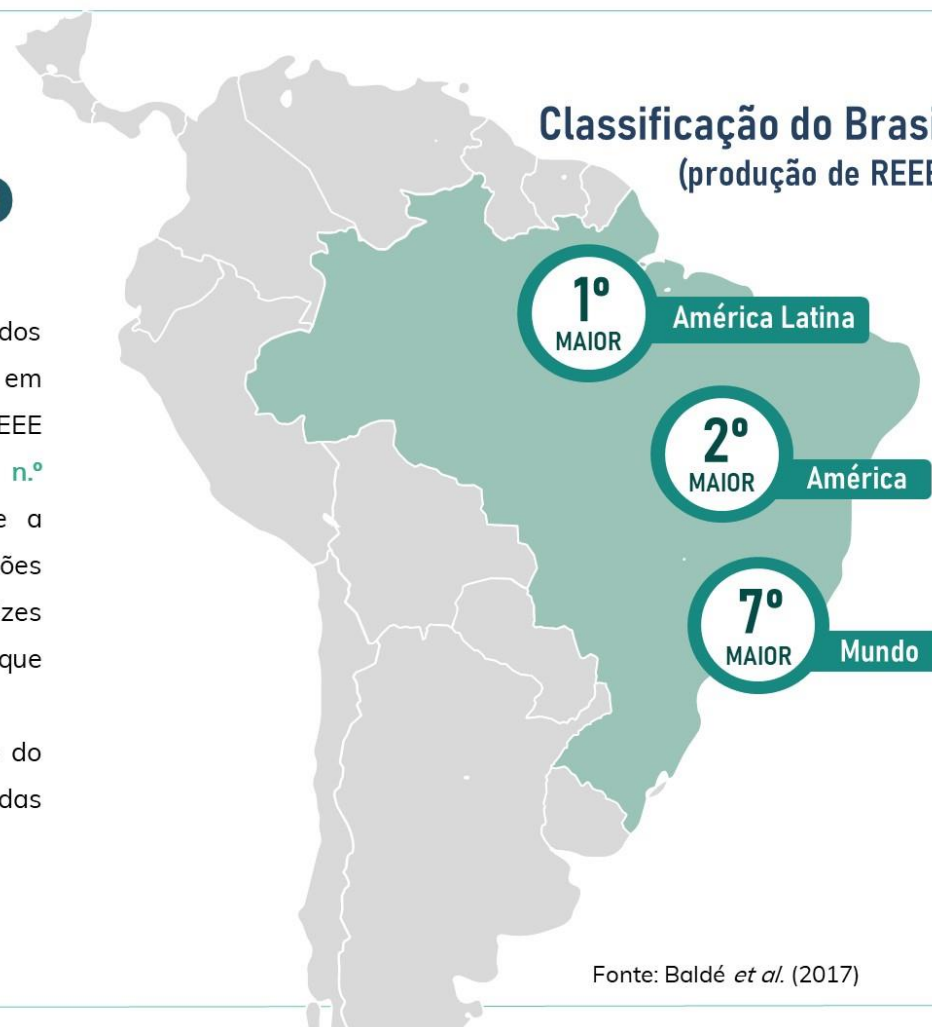 dos
em
EEE
n.º
e a
ões
zes
que
do
das
Classificação do Brasi
(produção de REEE
1º
MAIOR
América Latina
2º
MAIOR
América
7º
MAIOR
Mundo
Fonte: Baldé et al. (2017)